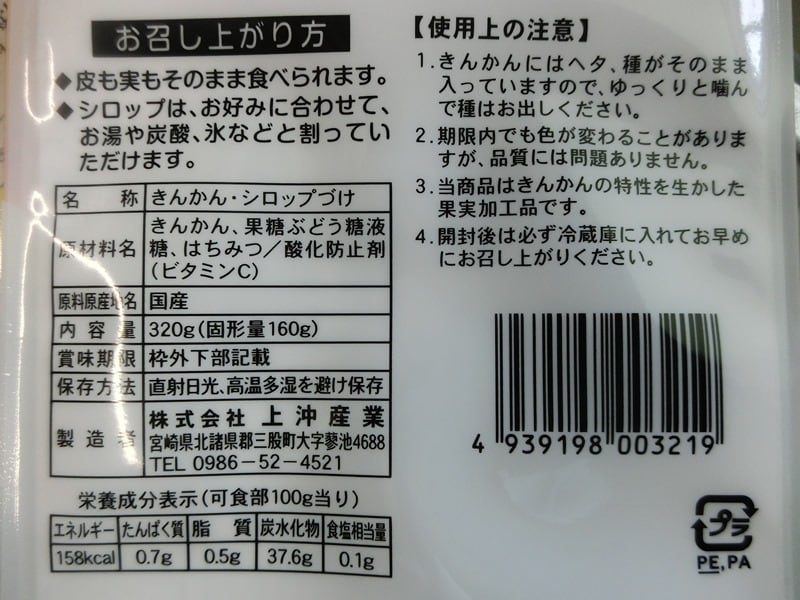 お召し上がり方
◆皮も実もそのまま食べられます。
◆シロップは、お好みに合わせて、
お湯や炭酸、氷などと割ってい
ただけます。
名称 きんかん・シロップづけ
原材料名 きんかん、果糖ぶどう糖液
糖、はちみつ／酸化防止剤
(ビタミンC)
原料原産地名 国産
内容量 320g(固形量160g)
賞味期限 枠外下部記載
保存方法 直射日光、高温多湿を避け保存
製造者 株式会社 上沖産業
宮崎県北諸県郡三股町大字蓼池4688
TEL 0986-52-4521
栄養成分表示(可食部100g当り)
エネルギー たんぱく質 脂質 炭水化物 食塩相当量
158kcal 0.7g 0.5g 37.6g 0.1g
【使用上の注意】
1.きんかんにはヘタ、種がそのまま
入っていますので、ゆっくりと噛ん
で種はお出しください。
2.期限内でも色が変わることがありま
すが、品質には問題ありません。
3.当商品はきんかんの特性を生かした
果実加工品です。
4.開封後は必ず冷蔵庫に入れてお早め
にお召し上がりください。
4 939198 003219
プラ
PE,PA